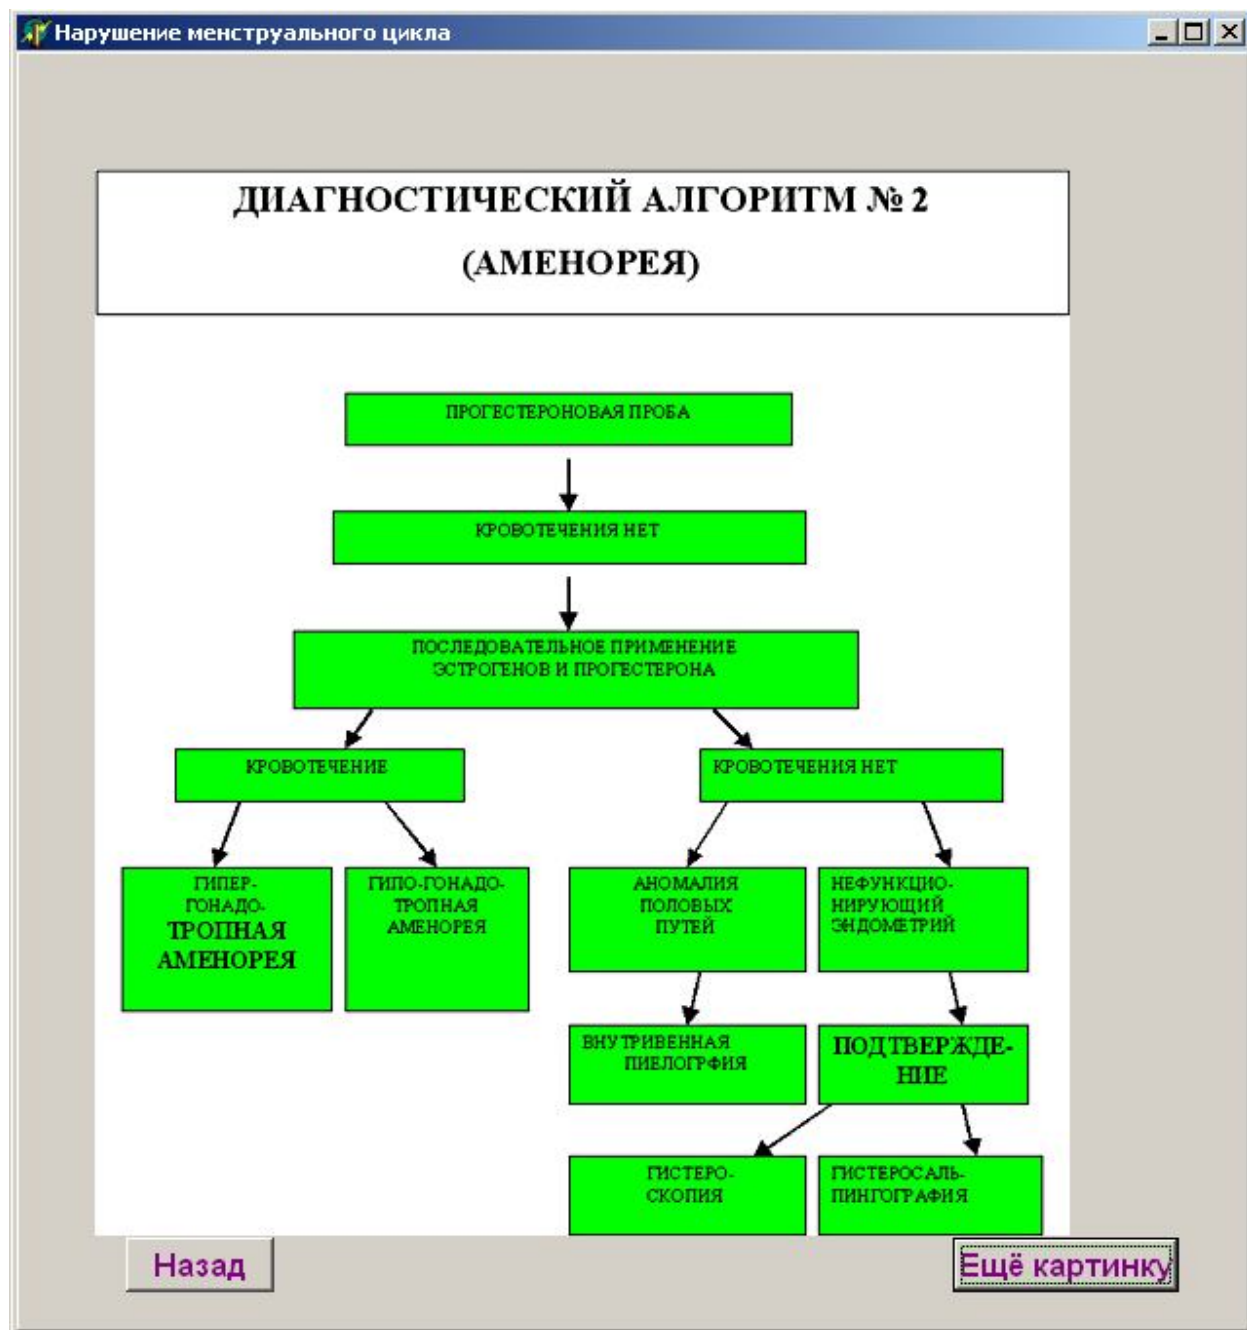 Нарушение менструального цикла
ДИАГНОСТИЧЕСКИЙ АЛГОРИТМ № 2
(АМЕНОРЕЯ)
ПРОГЕСТЕРОНОВАЯ ПРОБА
КРОВОТЕЧЕНИЯ НЕТ
ПОСЛЕДОВАТЕЛЬНОЕ ПРИМЕНЕНИЕ
ЭСТРОГЕНОВ И ПРОГЕСТЕРОНА
КРОВОТЕЧЕНИЕ
КРОВОТЕЧЕНИЯ НЕТ
ГИПЕР-
ГОНАДО-
ТРОПНАЯ
АМЕНОРЕЯ
ГИПО-ГОНАДО-
ТРОПНАЯ
АМЕНОРЕЯ
АНОМАЛИЯ
ПОЛОВЫХ
ПУТЕЙ
НЕФУНКЦИО-
НИРУЮЩИЙ
ЭНДОМЕТРИЙ
ВНУТРИВЕННАЯ
ПИЕЛОГРФИЯ
ПОДТВЕРЖДЕ-
НИЕ
ГИСТЕРО-
СКОПИЯ
ГИСТЕРОСАЛЬ-
ПИНГОГРАФИЯ
Назад
Ещё картинку